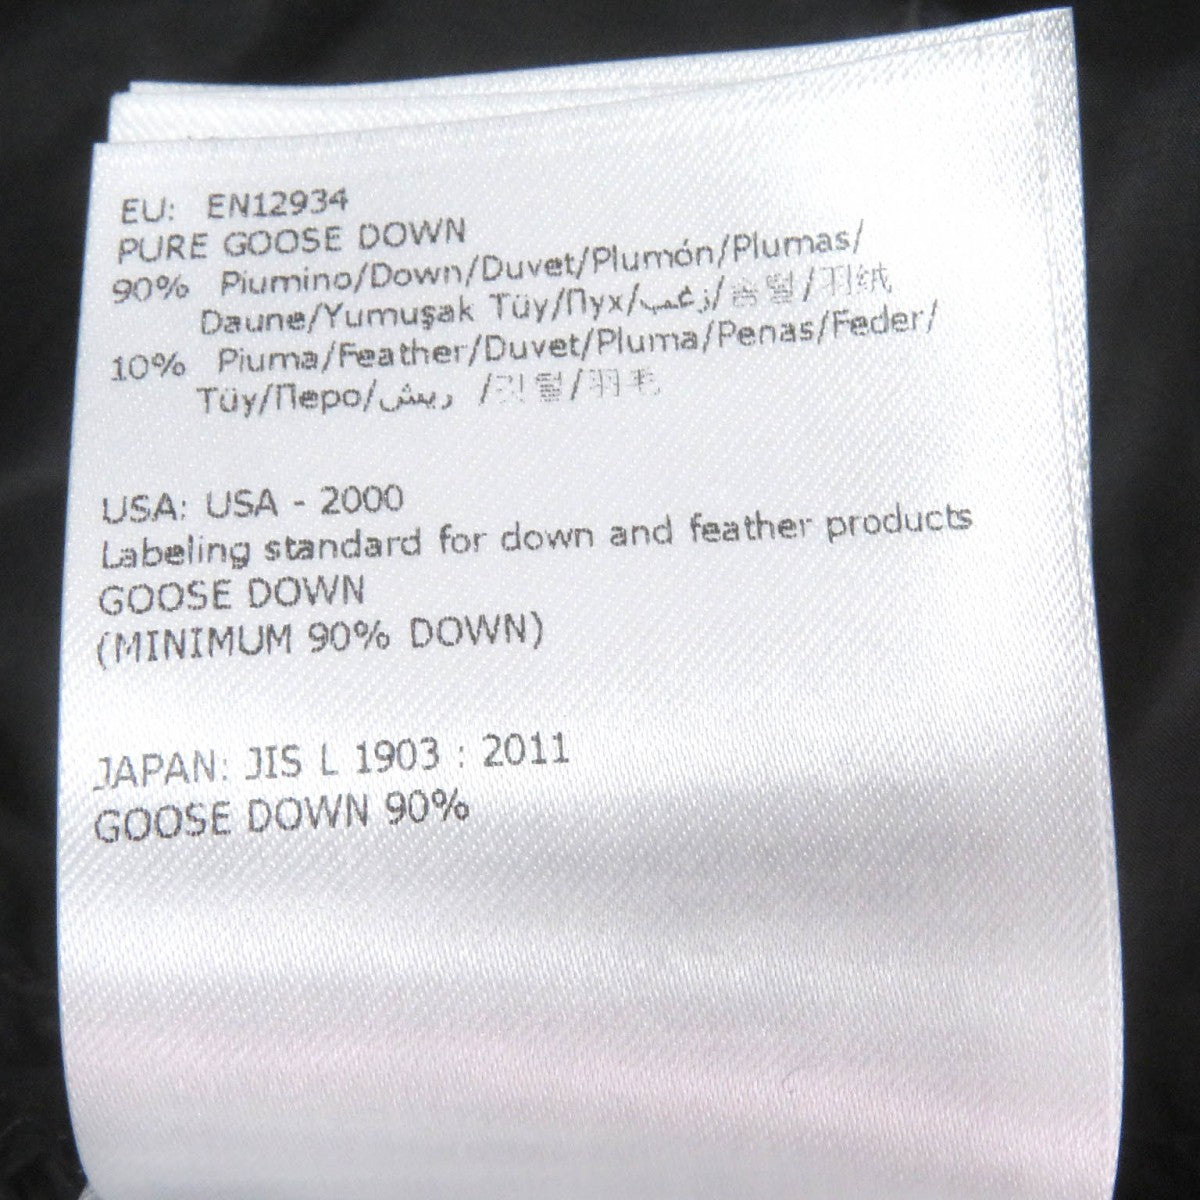 EU: EN12934
PURE GOOSE DOWN
90% Piumino/Down/Duvet/Plumón/Plumas/
Daune/Yumuşak Tüy/Пух/زغب/솜털/羽绒
10% Piuma/Feather/Duvet/Pluma/Penas/Feder/
Tüy/Перо/ريش /깃털/羽毛
USA: USA - 2000
Labeling standard for down and feather products
GOOSE DOWN
(MINIMUM 90% DOWN)
JAPAN: JIS L 1903 : 2011
GOOSE DOWN 90%